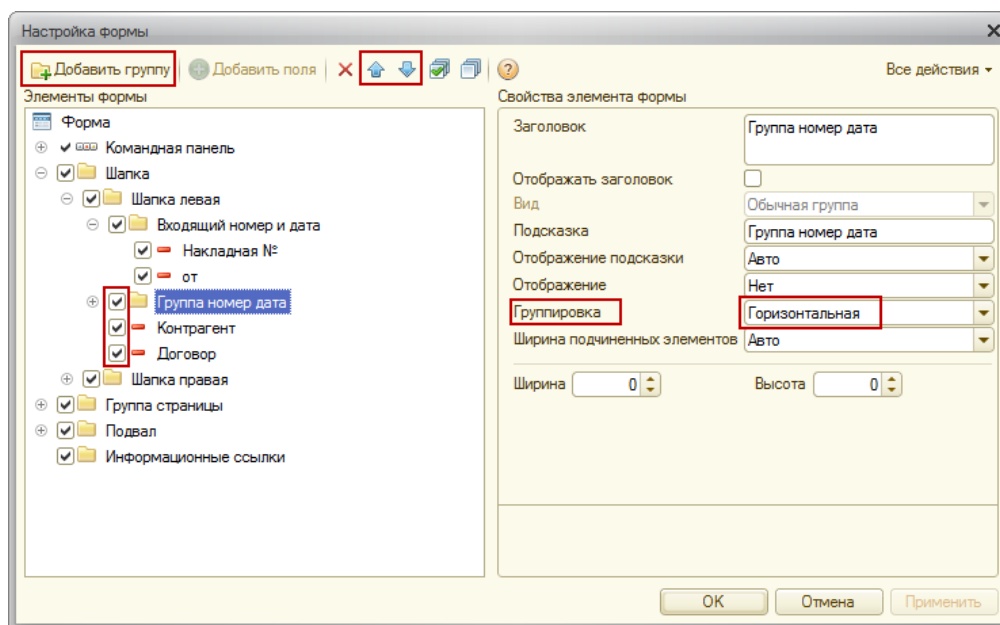 Настройка формы
Добавить группу Добавить поля Все действия
Элементы формы
Форма
Командная панель
Шапка
Шапка левая
Входящий номер и дата
Накладная №
от
Группа номер дата
Контрагент
Договор
Шапка правая
Группа страницы
Подвал
Информационные ссылки
Свойства элемента формы
Заголовок Группа номер дата
Отображать заголовок
Вид Обычная группа
Подсказка Группа номер дата
Отображение подсказки Авто
Отображение Нет
Группировка Горизонтальная
Ширина подчиненных элементов Авто
Ширина 0 Высота 0
OK Отмена Применить